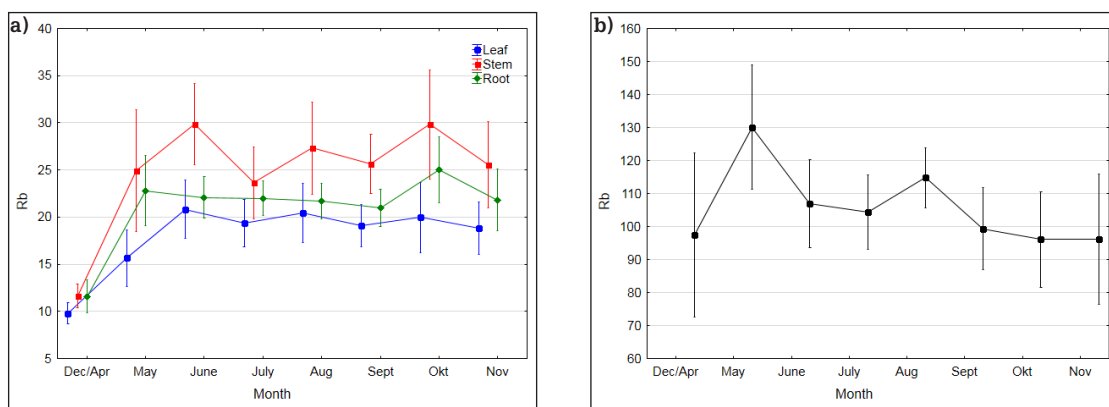 a)
40
35
30
25
20
15
10
5
Rb
Leaf
Stem
Root
Dec/Apr May June July Aug Sept Okt Nov
Month
b)
160
150
140
130
120
110
100
90
80
70
60
Rb
Dec/Apr May June July Aug Sept Okt Nov
Month